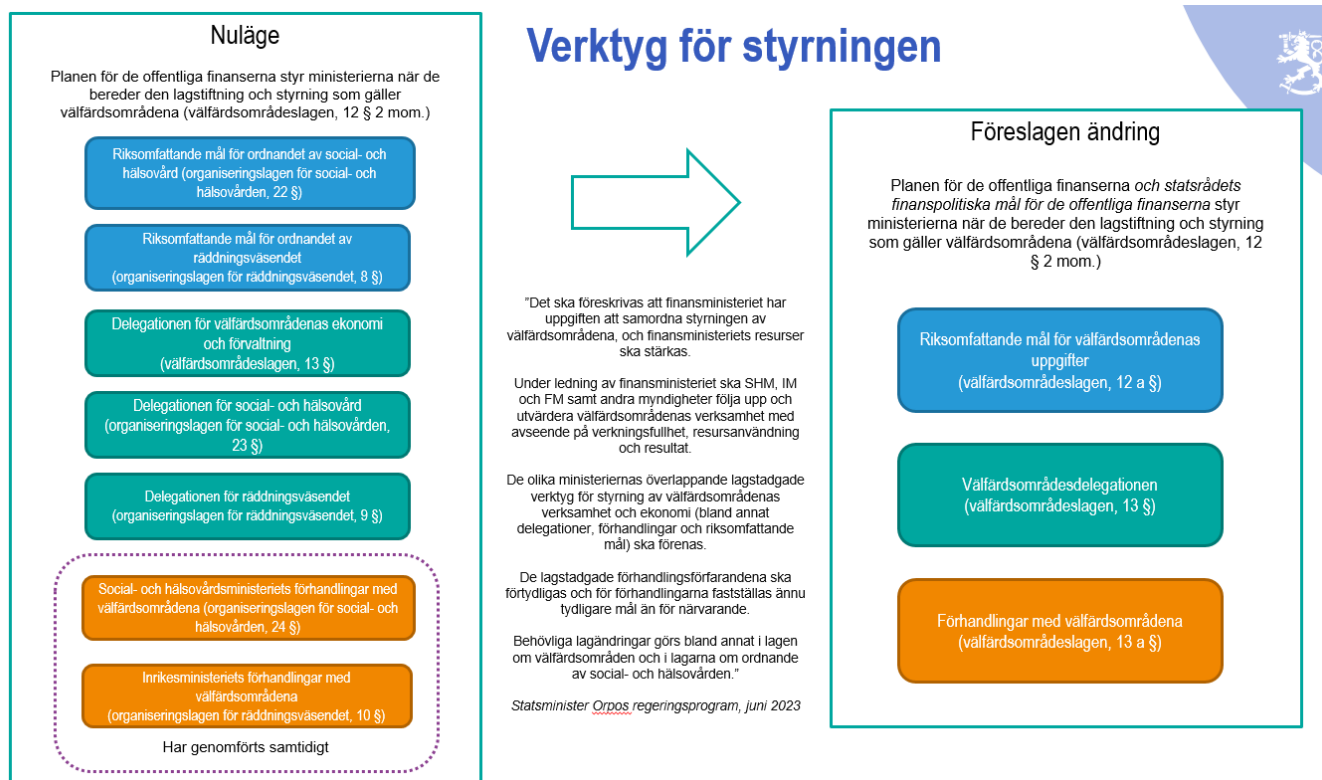 Verktyg för styrningen
Nuläge
Planen för de offentliga finanserna styr ministerierna när de
bereder den lagstiftning och styrning som gäller
välfärdsområdena (välfärdsområdeslagen, 12 § 2 mom.)
Riksomfattande mål för ordnandet av social- och
hälsovård (organiseringslagen för social- och
hälsovården, 22 §)
Riksomfattande mål för ordnandet av
räddningsväsendet
(organiseringslagen för räddningsväsendet, 8 §)
Delegationen för välfärdsområdenas ekonomi
och förvaltning
(välfärdsområdeslagen, 13 §)
Delegationen för social- och hälsovård
(organiseringslagen för social- och hälsovården,
23 §)
Delegationen för räddningsväsendet
(organiseringslagen för räddningsväsendet, 9 §)
Social- och hälsovårdsministeriets förhandlingar med
välfärdsområdena (organiseringslagen för social- och
hälsovården, 24 §)
Inrikesministeriets förhandlingar med
välfärdsområdena
(organiseringslagen för räddningsväsendet, 10 §)
Har genomförts samtidigt
"Det ska föreskrivas att finansministeriet har
uppgiften att samordna styrningen av
välfärdsområdena, och finansministeriets resurser
ska stärkas.
Under ledning av finansministeriet ska SHM, IM
och FM samt andra myndigheter följa upp och
utvärdera välfärdsområdenas verksamhet med
avseende på verkningsfullhet, resursanvändning
och resultat.
De olika ministeriernas överlappande lagstadgade
verktyg för styrning av välfärdsområdenas
verksamhet och ekonomi (bland annat
delegationer, förhandlingar och riksomfattande
mål) ska förenas.
De lagstadgade förhandlingsförfarandena ska
förtydligas och för förhandlingarna fastställas ännu
tydligare mål än för närvarande.
Behövliga lagändringar görs bland annat i lagen
om välfärdsområden och i lagarna om ordnande
av social- och hälsovården."
Statsminister Orpos regeringsprogram, juni 2023
Föreslagen ändring
Planen för de offentliga finanserna och statsrådets
finanspolitiska mål för de offentliga finanserna styr
ministerierna när de bereder den lagstiftning och styrning
som gäller välfärdsområdena (välfärdsområdeslagen, 12
§ 2 mom.)
Riksomfattande mål för välfärdsområdenas
uppgifter
(välfärdsområdeslagen, 12 a §)
Välfärdsområdesdelegationen
(välfärdsområdeslagen, 13 §)
Förhandlingar med välfärdsområdena
(välfärdsområdeslagen, 13 a §)